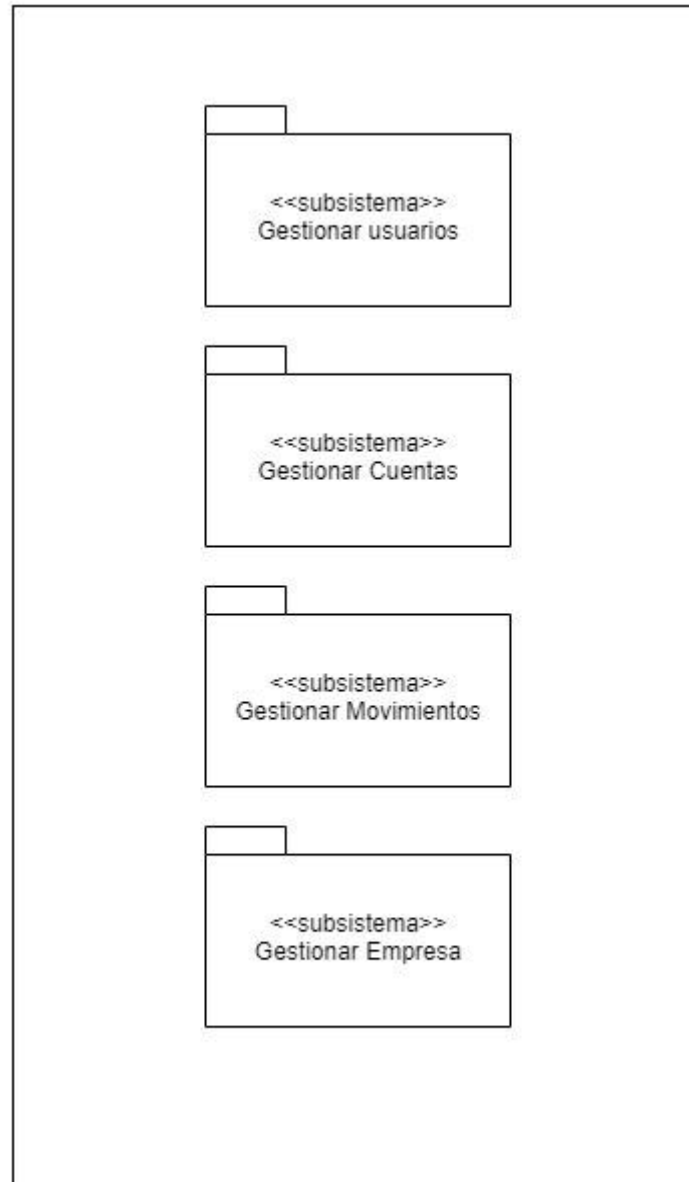 <<subsistema>>
Gestionar usuarios
<<subsistema>>
Gestionar Cuentas
<<subsistema>>
Gestionar Movimientos
<<subsistema>>
Gestionar Empresa